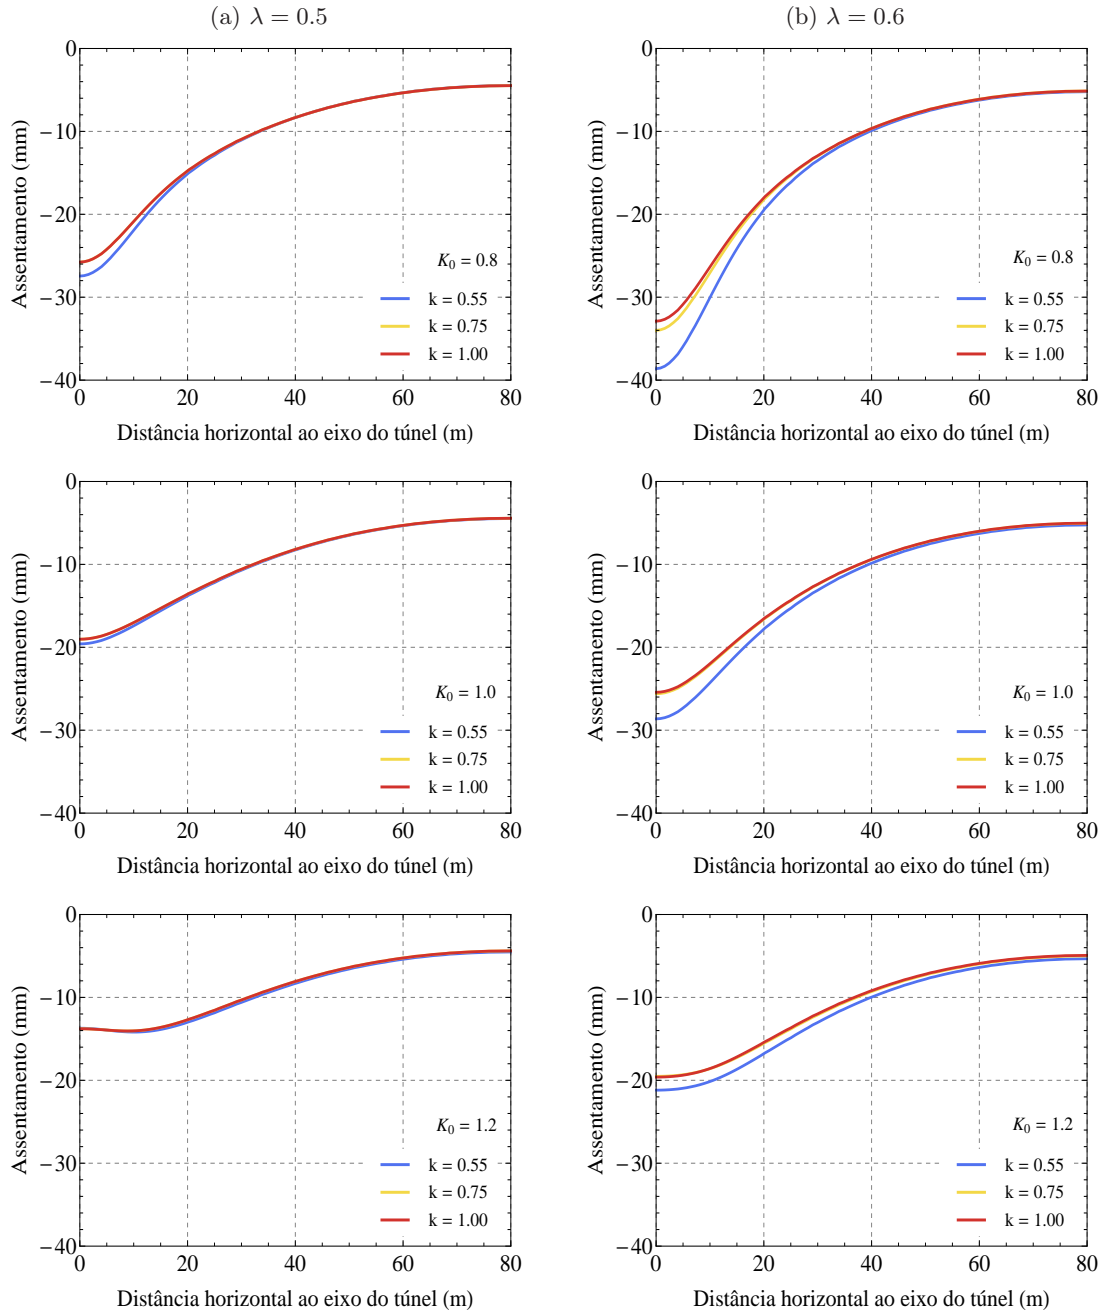 (a) λ = 0.5
0
−10
−20
−30
−40
Assentamento (mm)
K₀ = 0.8
k = 0.55
k = 0.75
k = 1.00
0 20 40 60 80
Distância horizontal ao eixo do túnel (m)
(b) λ = 0.6
0
−10
−20
−30
−40
Assentamento (mm)
K₀ = 0.8
k = 0.55
k = 0.75
k = 1.00
0 20 40 60 80
Distância horizontal ao eixo do túnel (m)
0
−10
−20
−30
−40
Assentamento (mm)
K₀ = 1.0
k = 0.55
k = 0.75
k = 1.00
0 20 40 60 80
Distância horizontal ao eixo do túnel (m)
0
−10
−20
−30
−40
Assentamento (mm)
K₀ = 1.0
k = 0.55
k = 0.75
k = 1.00
0 20 40 60 80
Distância horizontal ao eixo do túnel (m)
0
−10
−20
−30
−40
Assentamento (mm)
K₀ = 1.2
k = 0.55
k = 0.75
k = 1.00
0 20 40 60 80
Distância horizontal ao eixo do túnel (m)
0
−10
−20
−30
−40
Assentamento (mm)
K₀ = 1.2
k = 0.55
k = 0.75
k = 1.00
0 20 40 60 80
Distância horizontal ao eixo do túnel (m)